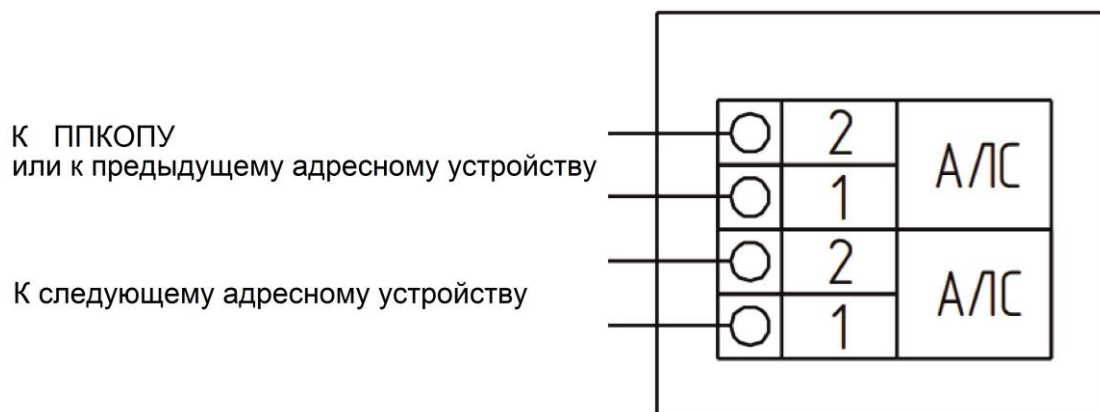 К ППКОПУ
или к предыдущему адресному устройству
К следующему адресному устройству
2
АЛС
1
2
АЛС
1